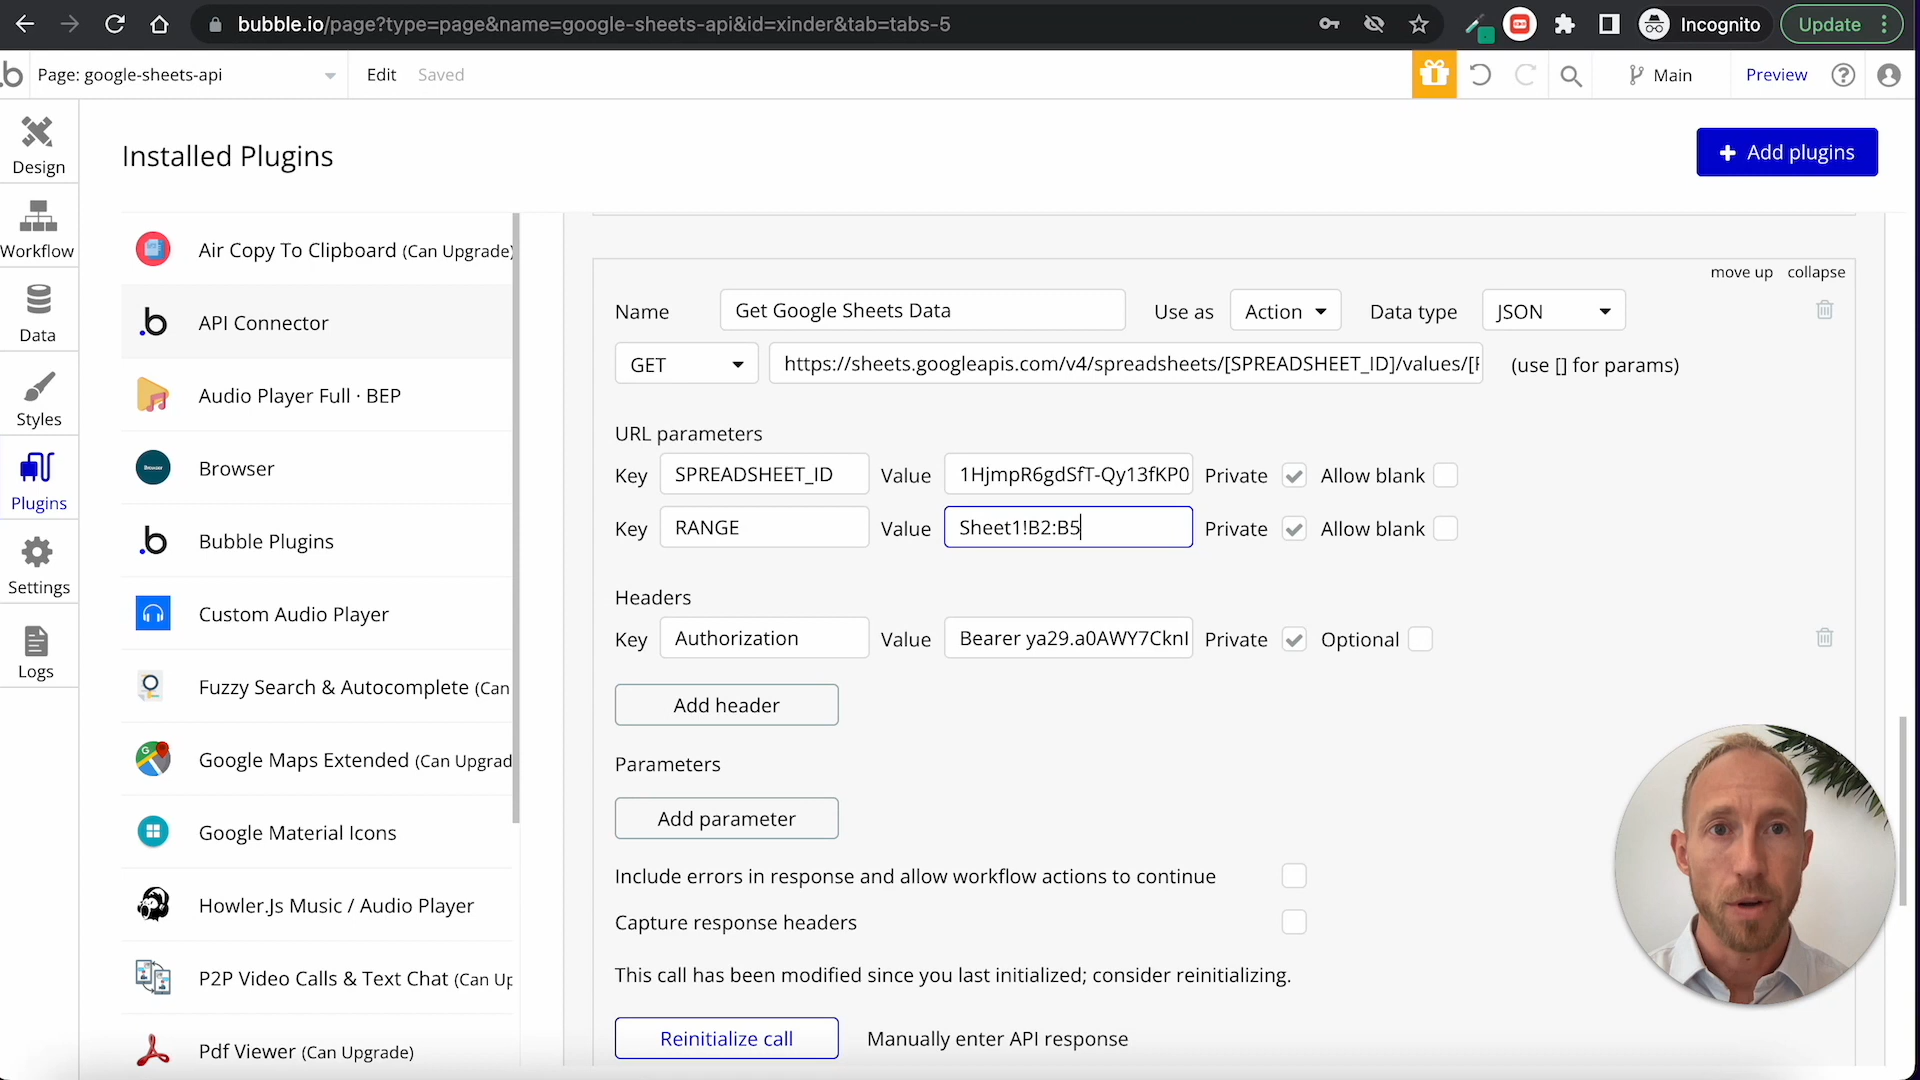 bubble.io/page?type=page&name=google-sheets-api&id=xinder&tab=tabs-5
Incognito
Update
Page: google-sheets-api
Edit
Saved
Main
Preview
Design
Workflow
Data
Styles
Plugins
Settings
Logs
Installed Plugins
+ Add plugins
Air Copy To Clipboard (Can Upgrade)
API Connector
Audio Player Full · BEP
Browser
Bubble Plugins
Custom Audio Player
Fuzzy Search & Autocomplete (Can
Google Maps Extended (Can Upgrad
Google Material Icons
Howler.Js Music / Audio Player
P2P Video Calls & Text Chat (Can Up
Pdf Viewer (Can Upgrade)
move up collapse
Name Get Google Sheets Data Use as Action Data type JSON
GET https://sheets.googleapis.com/v4/spreadsheets/[SPREADSHEET_ID]/values/[ (use [] for params)
URL parameters
Key SPREADSHEET_ID Value 1HjmpR6gdSfT-Qy13fKP0 Private Allow blank
Key RANGE Value Sheet1!B2:B5 Private Allow blank
Headers
Key Authorization Value Bearer ya29.a0AWY7Ckn Private Optional
Add header
Parameters
Add parameter
Include errors in response and allow workflow actions to continue
Capture response headers
This call has been modified since you last initialized; consider reinitializing.
Reinitialize call Manually enter API response